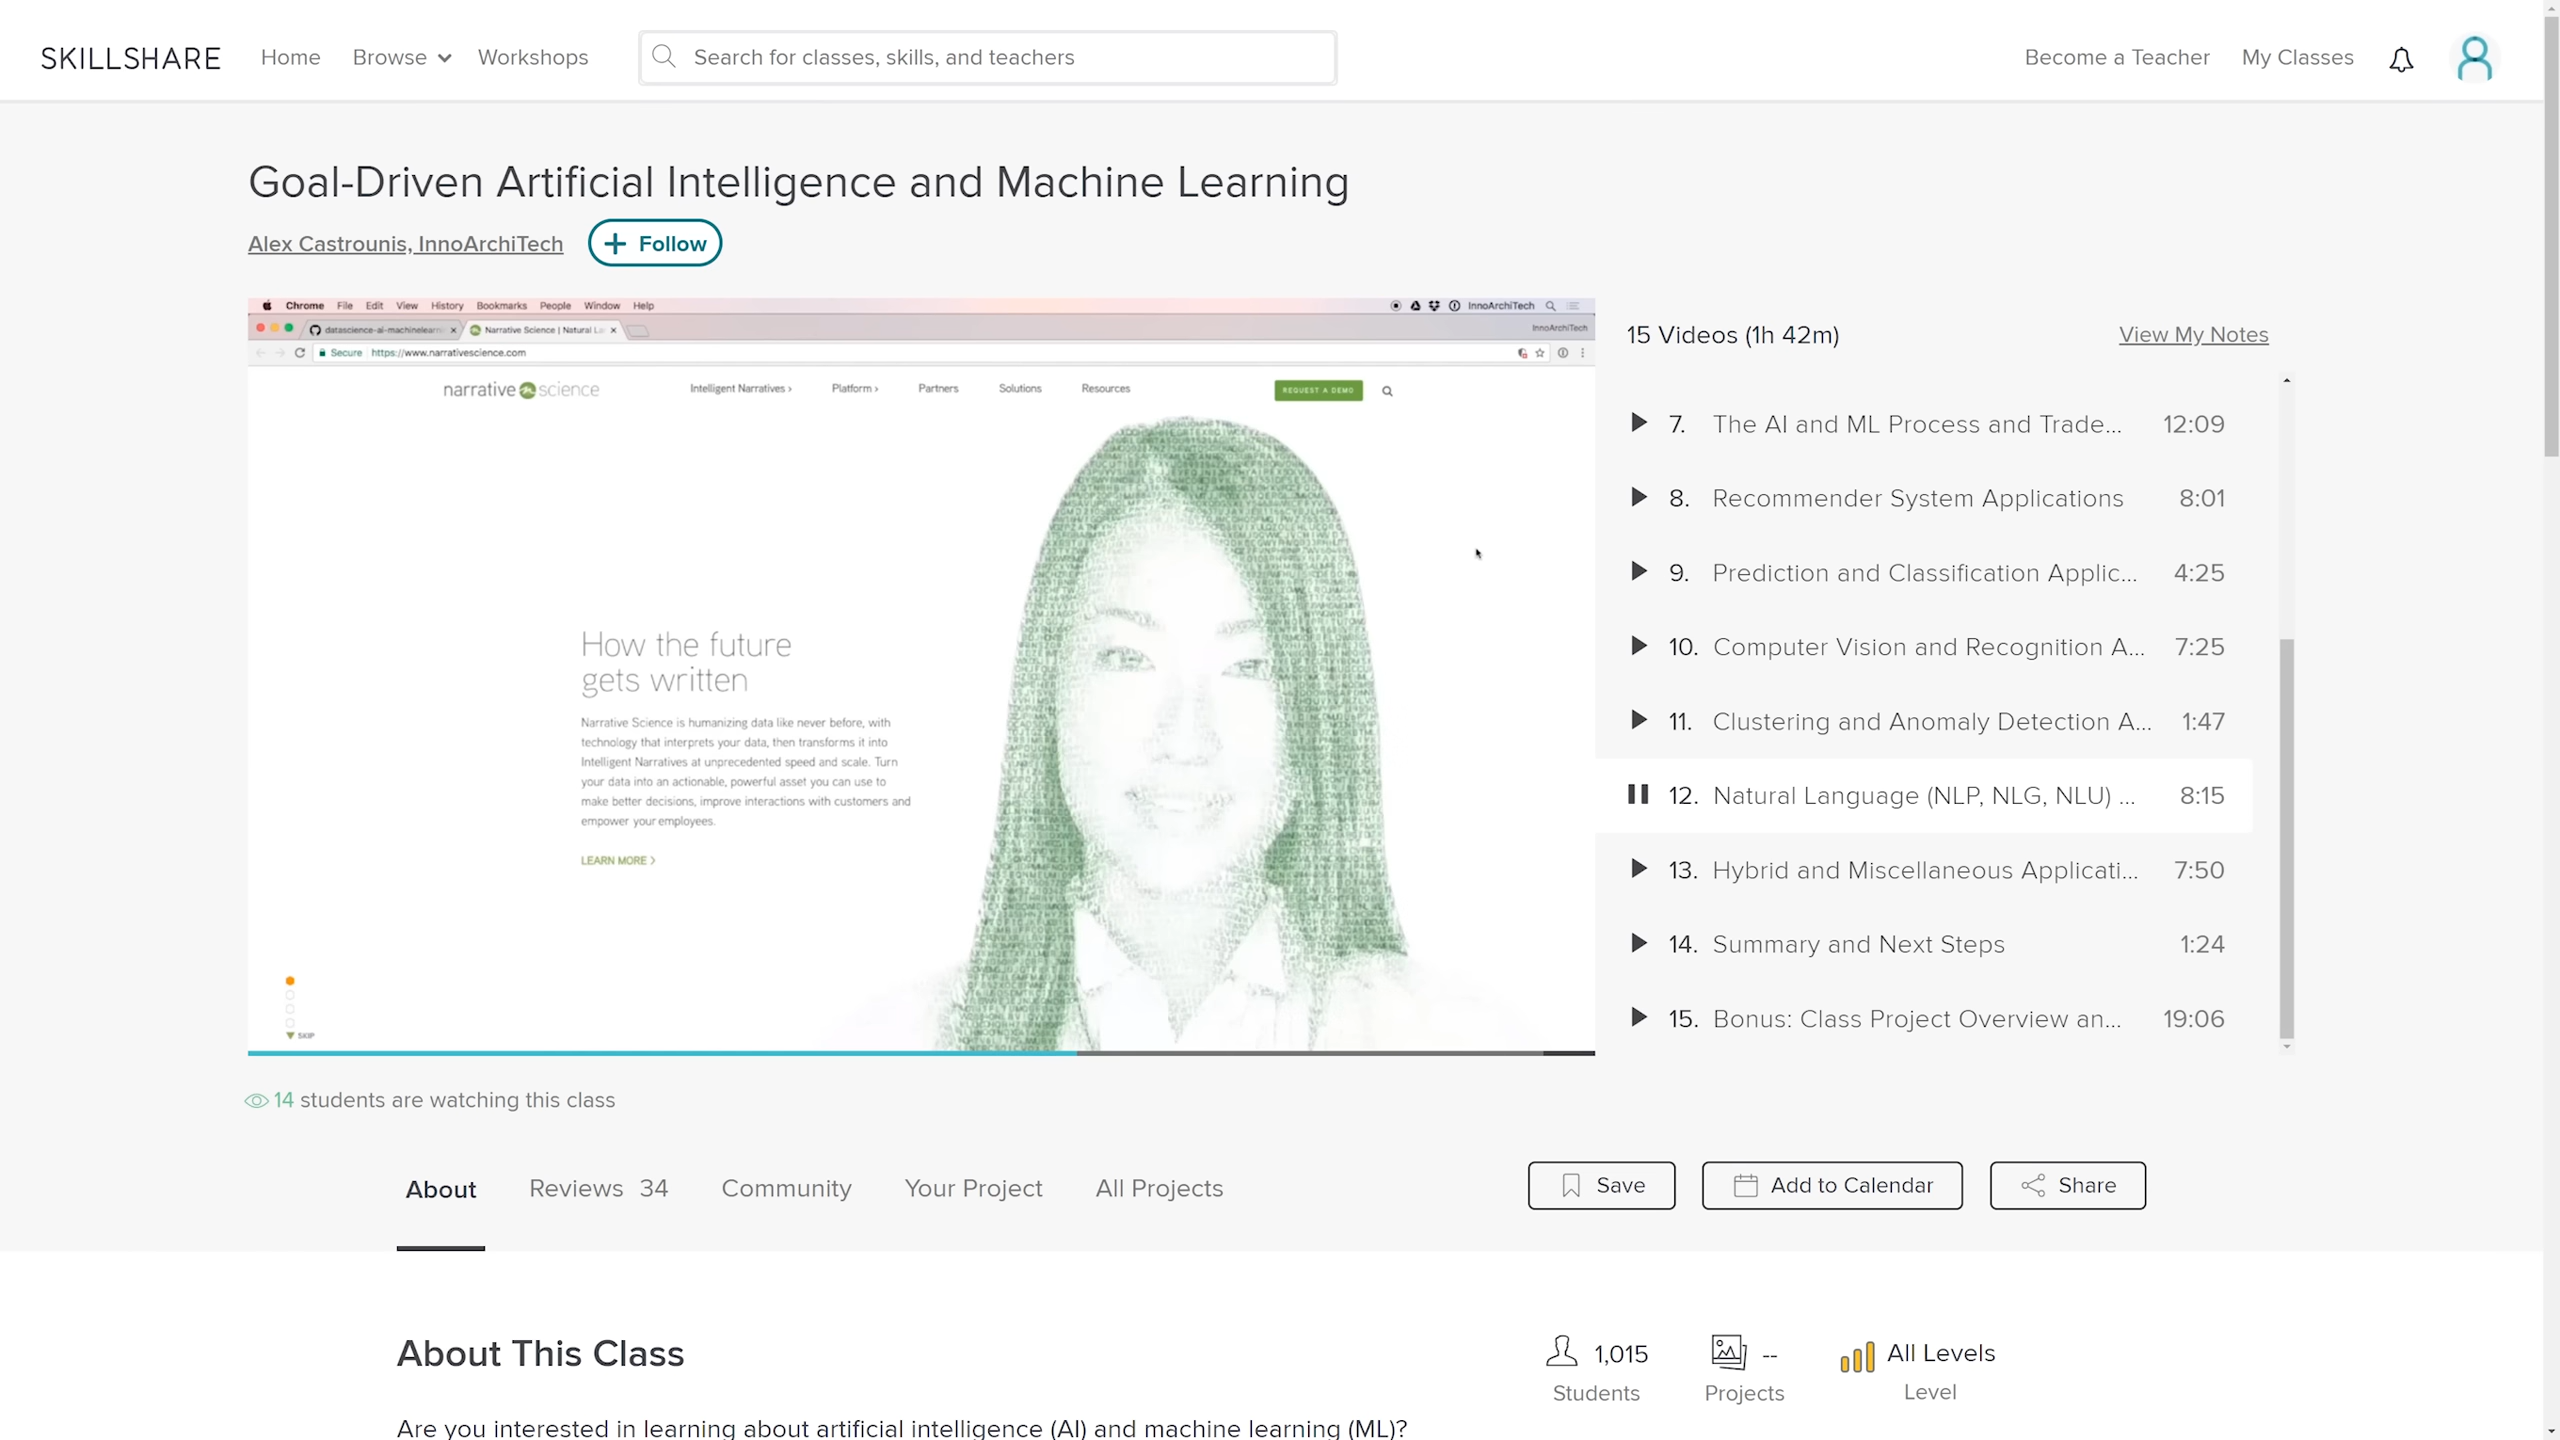 SKILLSHARE
Home
Browse
Workshops
Search for classes, skills, and teachers
Become a Teacher
My Classes
Goal-Driven Artificial Intelligence and Machine Learning
Alex Castrounis, InnoArchiTech
+ Follow
Chrome File Edit View History Bookmarks People Window Help
InnoArchiTech
datascience-ai-machinelearni
Narrative Science | Natural La
InnoArchiTech
Secure https://www.narrativescience.com
narrative science
Intelligent Narratives ›
Platform ›
Partners
Solutions
Resources
REQUEST A DEMO
How the future
gets written
Narrative Science is humanizing data like never before, with
technology that interprets your data, then transforms it into
Intelligent Narratives at unprecedented speed and scale. Turn
your data into an actionable, powerful asset you can use to
make better decisions, improve interactions with customers and
empower your employees.
LEARN MORE >
SKIP
15 Videos (1h 42m)
View My Notes
7. The AI and ML Process and Trade... 12:09
8. Recommender System Applications 8:01
9. Prediction and Classification Applic... 4:25
10. Computer Vision and Recognition A... 7:25
11. Clustering and Anomaly Detection A... 1:47
12. Natural Language (NLP, NLG, NLU) ... 8:15
13. Hybrid and Miscellaneous Applicati... 7:50
14. Summary and Next Steps 1:24
15. Bonus: Class Project Overview an... 19:06
14 students are watching this class
About
Reviews 34
Community
Your Project
All Projects
Save
Add to Calendar
Share
About This Class
1,015
Students
--
Projects
All Levels
Level
Are you interested in learning about artificial intelligence (AI) and machine learning (ML)?